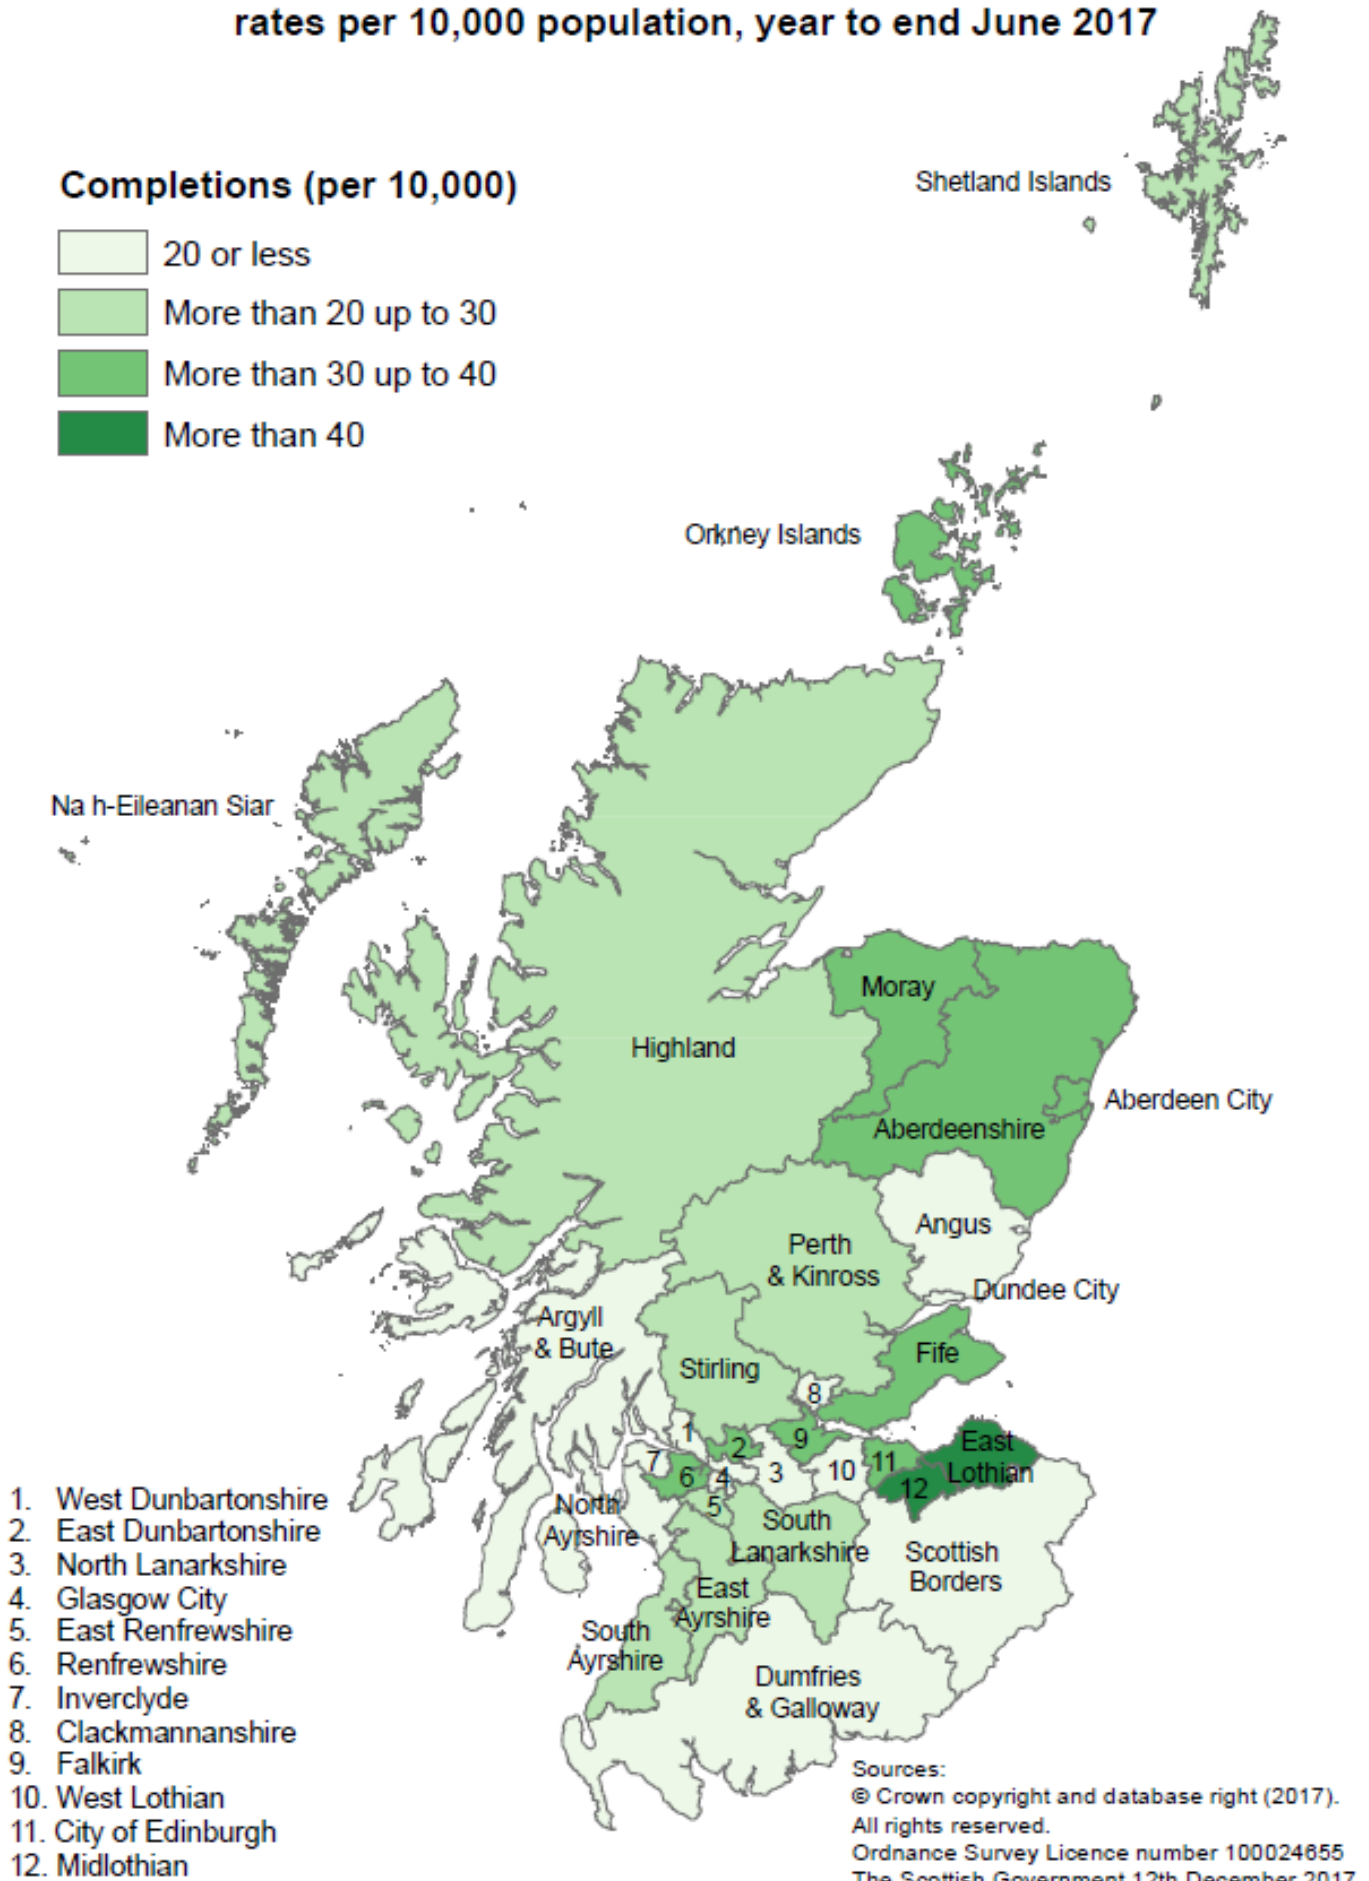 rates per 10,000 population, year to end June 2017
Completions (per 10,000)
20 or less
More than 20 up to 30
More than 30 up to 40
More than 40
Shetland Islands
Orkney Islands
Na h-Eileanan Siar
Highland
Moray
Aberdeen City
Aberdeenshire
Angus
Perth
& Kinross
Dundee City
Argyll
& Bute
Stirling
Fife
8
1
2
9
7
6
4
3
10
11
East
Lothian
12
5
North
Ayrshire
South
Lanarkshire
Scottish
Borders
East
Ayrshire
South
Ayrshire
Dumfries
& Galloway
1. West Dunbartonshire
2. East Dunbartonshire
3. North Lanarkshire
4. Glasgow City
5. East Renfrewshire
6. Renfrewshire
7. Inverclyde
8. Clackmannanshire
9. Falkirk
10. West Lothian
11. City of Edinburgh
12. Midlothian
Sources:
© Crown copyright and database right (2017).
All rights reserved.
Ordnance Survey Licence number 100024655
The Scottish Government 12th December 2017